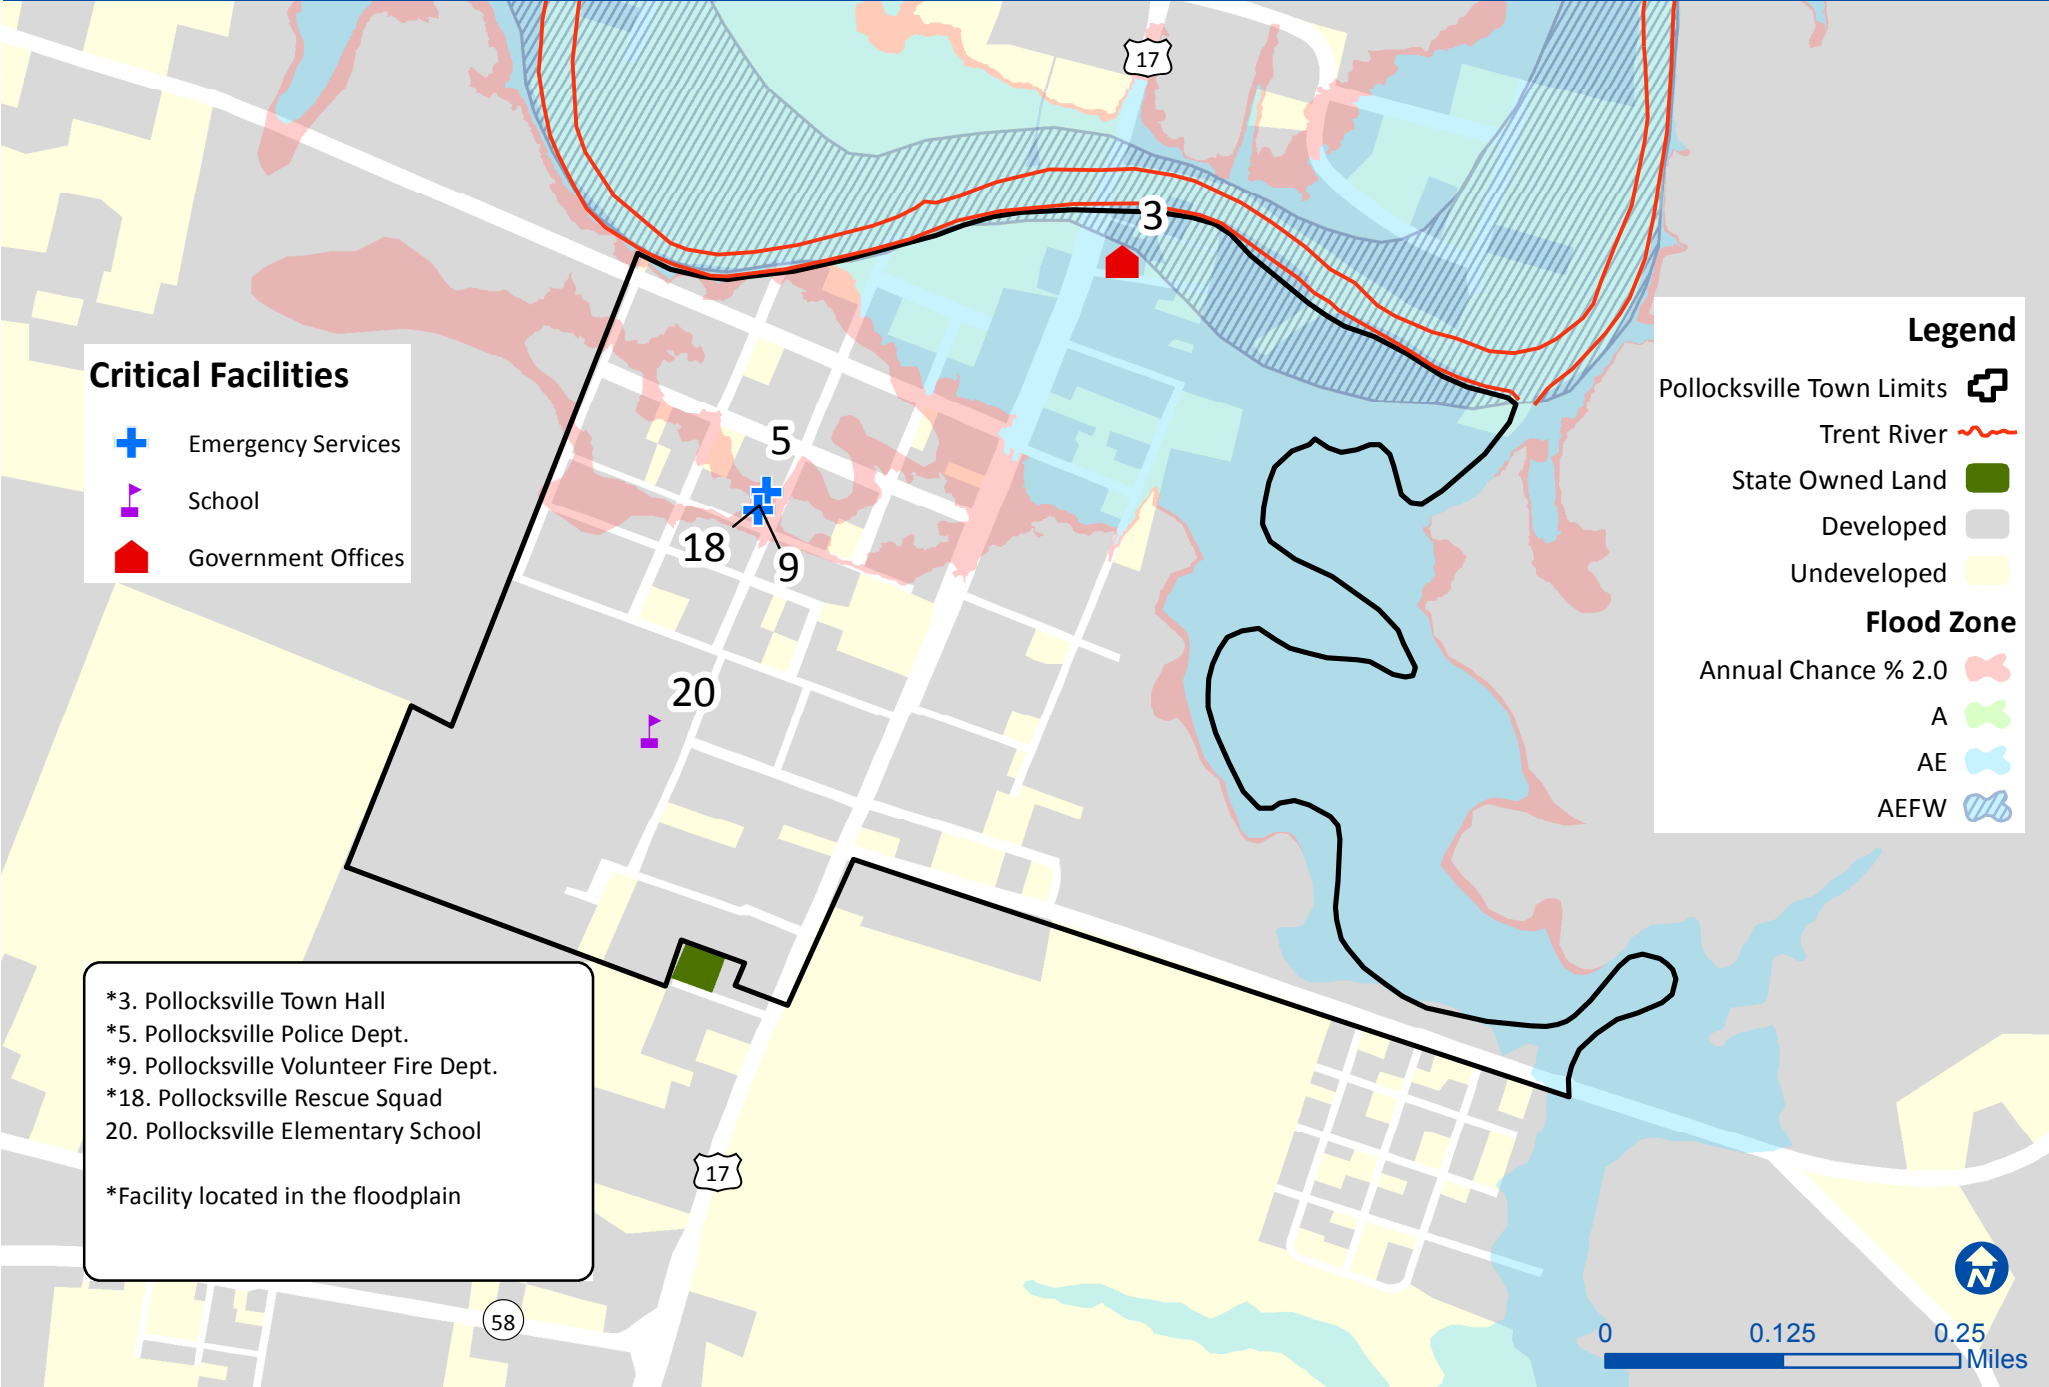 17
3
Critical Facilities
Emergency Services
School
Government Offices
Legend
Pollocksville Town Limits
Trent River
State Owned Land
Developed
Undeveloped
Flood Zone
Annual Chance % 2.0
A
AE
AEFW
5
18
9
20
*3. Pollocksville Town Hall
*5. Pollocksville Police Dept.
*9. Pollocksville Volunteer Fire Dept.
*18. Pollocksville Rescue Squad
20. Pollocksville Elementary School
*Facility located in the floodplain
17
58
N
0 0.125 0.25
Miles